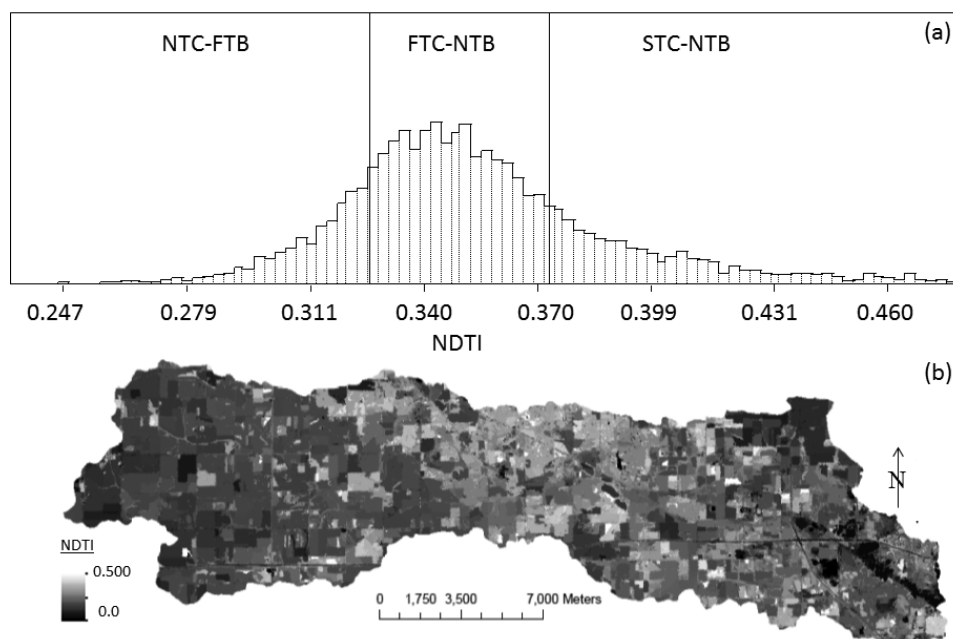 (a)
NTC-FTB FTC-NTB STC-NTB
0.247 0.279 0.311 0.340 0.370 0.399 0.431 0.460
NDTI
(b)
N
NDTI
0.500
0.0
0 1,750 3,500 7,000 Meters